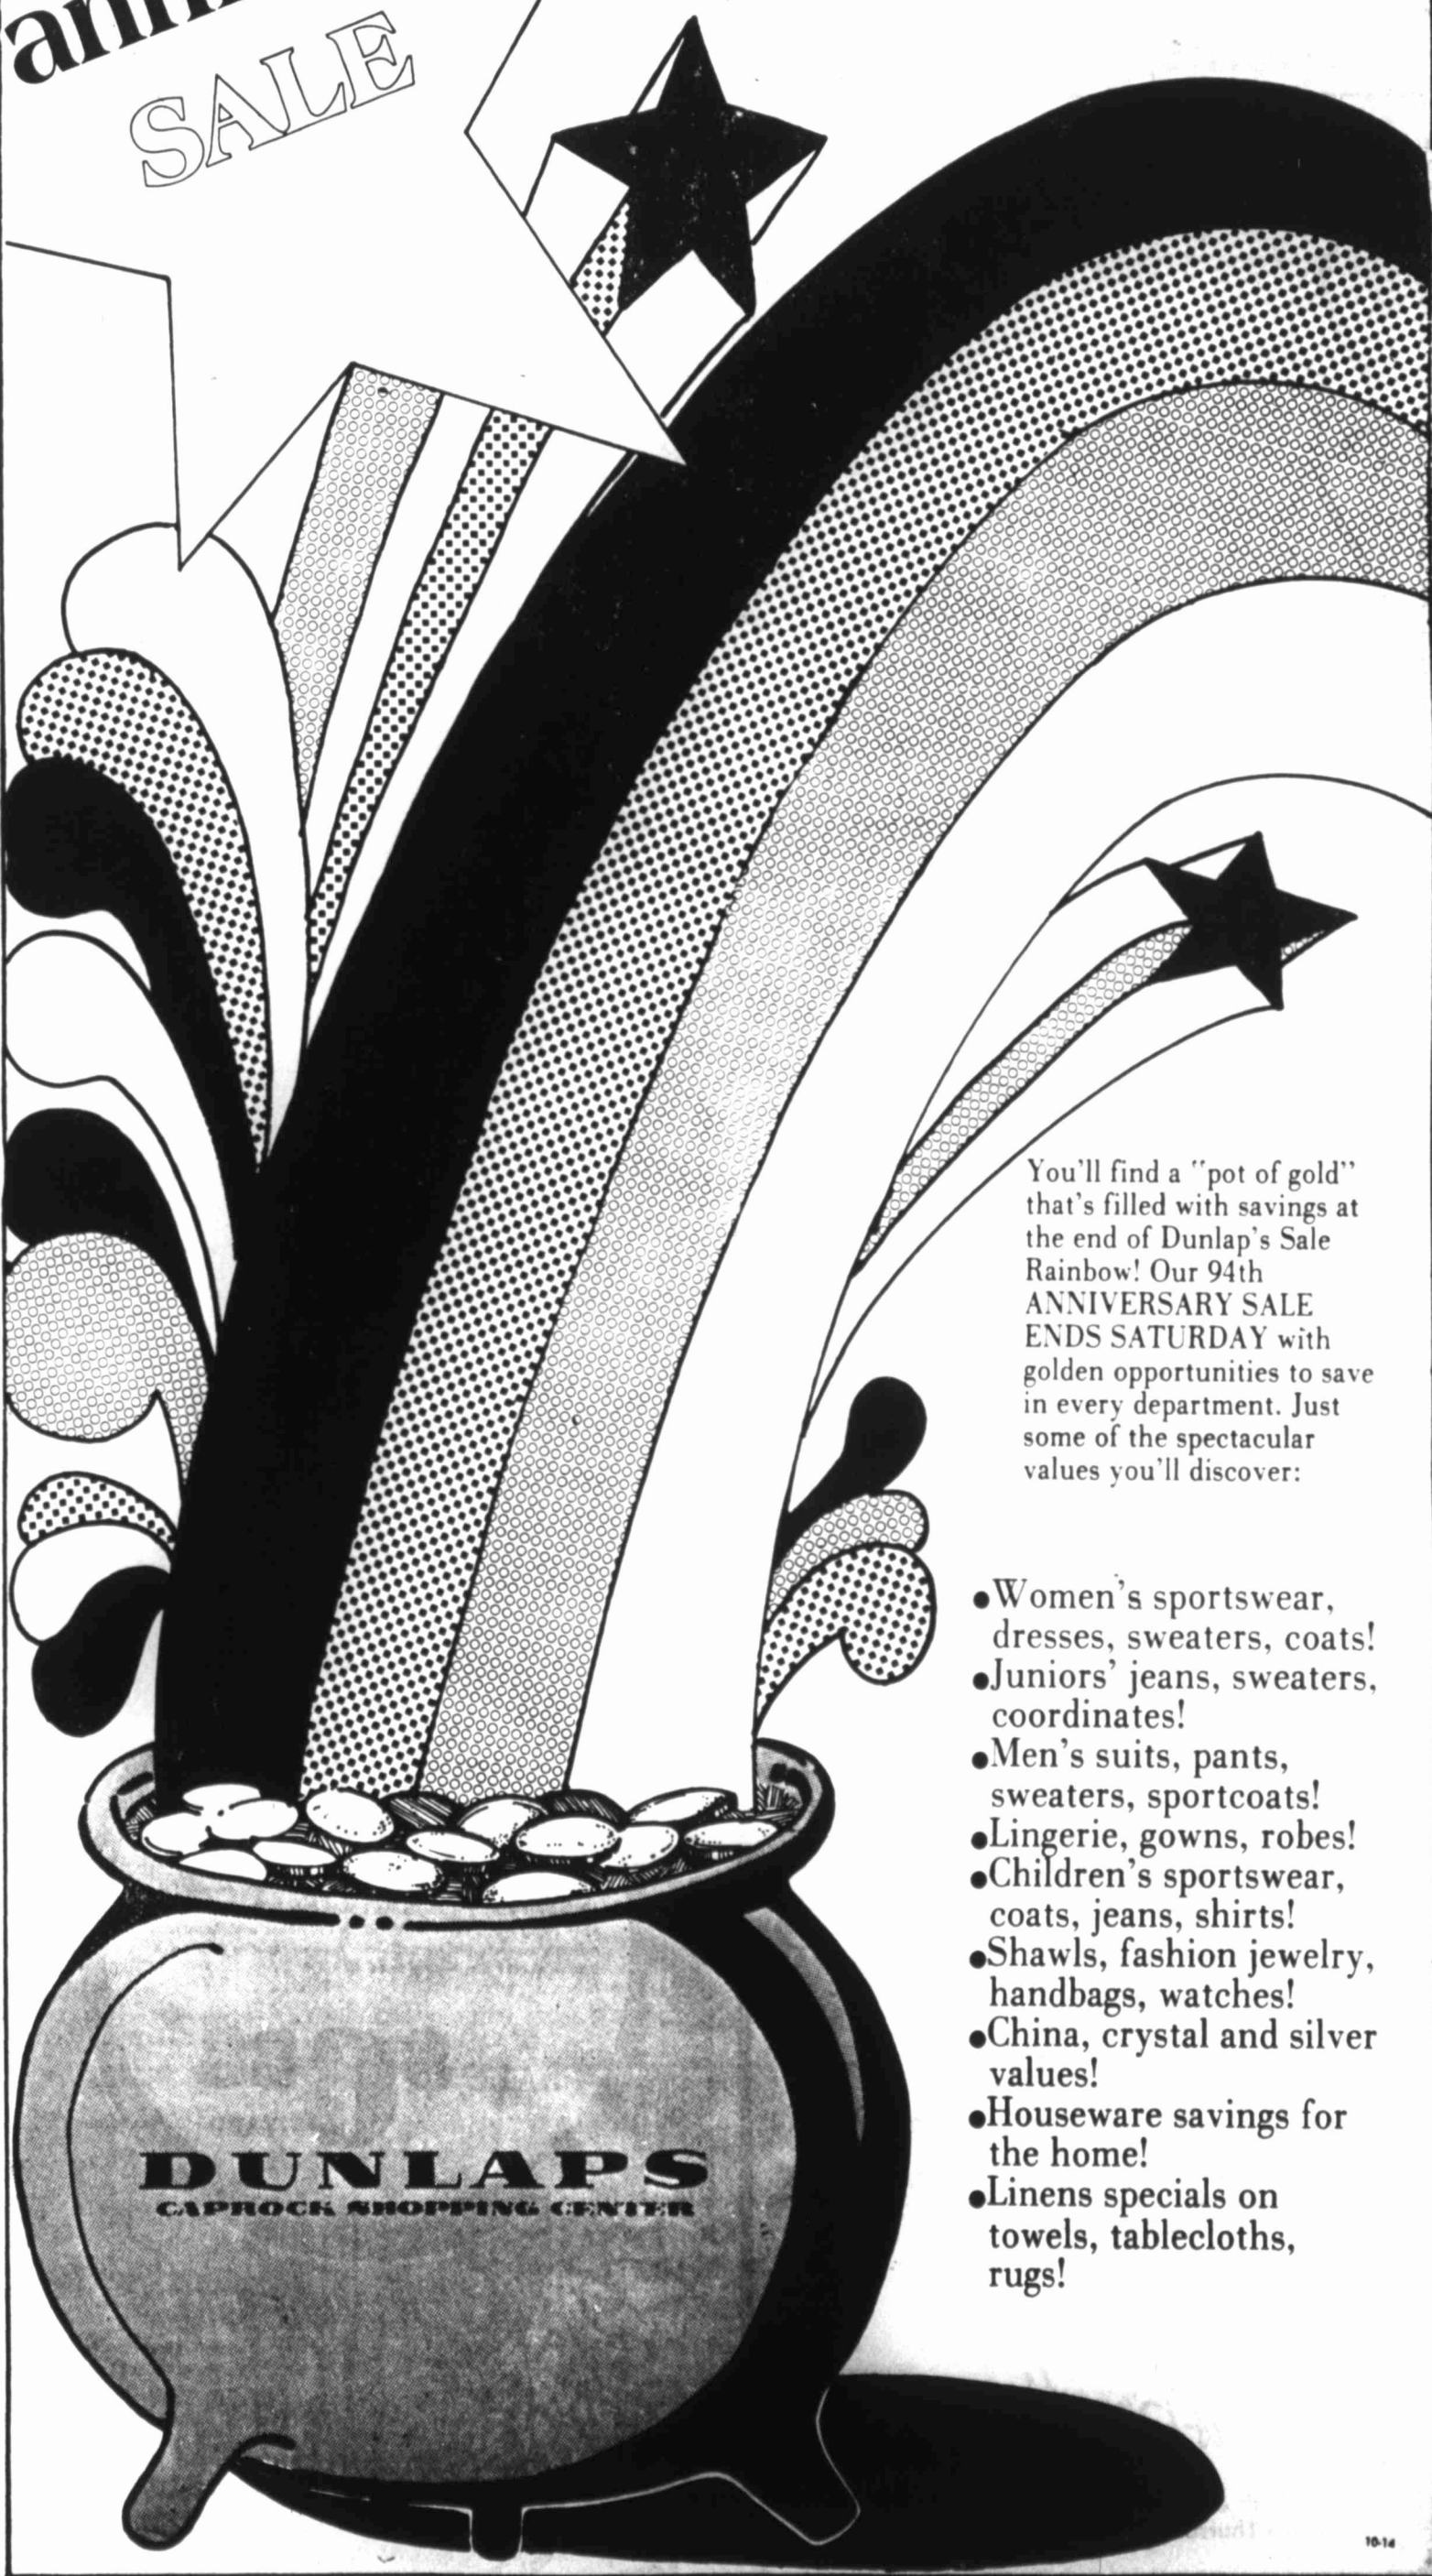 SALE
You'll find a "pot of gold"
that's filled with savings at
the end of Dunlap's Sale
Rainbow! Our 94th
ANNIVERSARY SALE
ENDS SATURDAY with
golden opportunities to save
in every department. Just
some of the spectacular
values you'll discover:
●Women's sportswear,
dresses, sweaters, coats!
●Juniors' jeans, sweaters,
coordinates!
●Men's suits, pants,
sweaters, sportcoats!
●Lingerie, gowns, robes!
●Children's sportswear,
coats, jeans, shirts!
●Shawls, fashion jewelry,
handbags, watches!
●China, crystal and silver
values!
●Houseware savings for
the home!
●Linens specials on
towels, tablecloths,
rugs!
DUNLAPS
CAPROCK SHOPPING CENTER
10-14